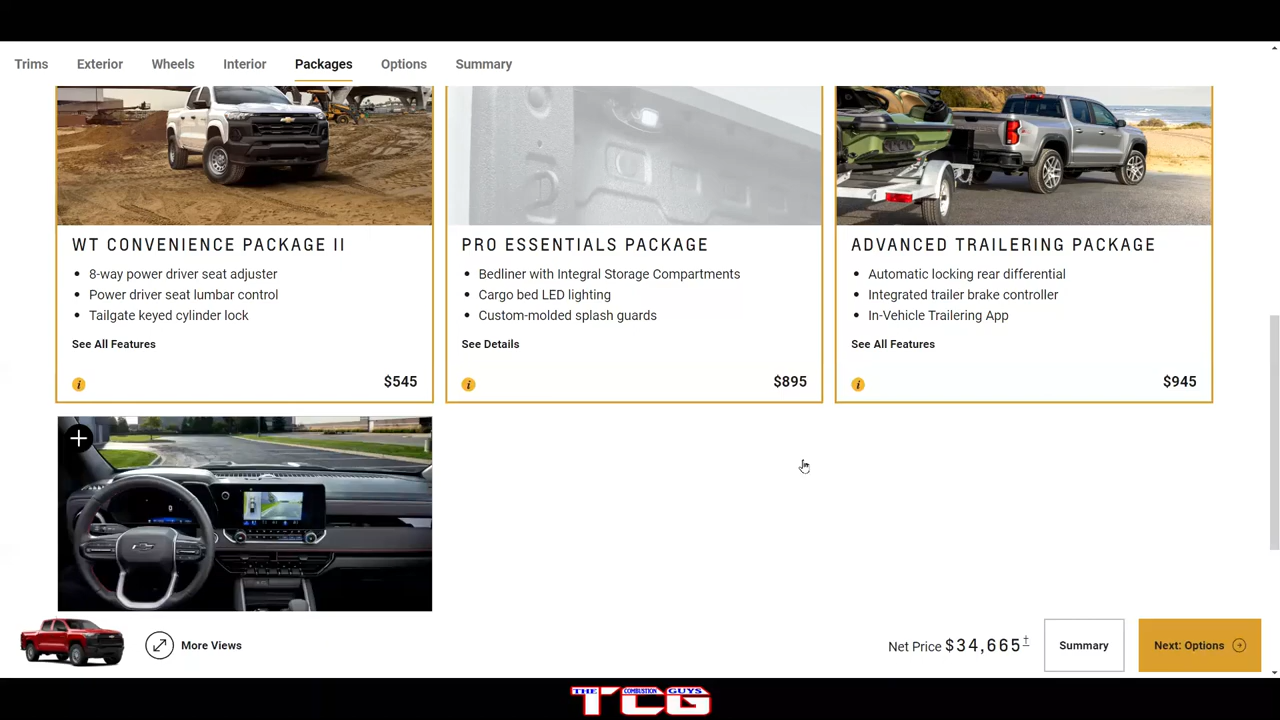 Trims Exterior Wheels Interior Packages Options Summary
WT CONVENIENCE PACKAGE II
8-way power driver seat adjuster
Power driver seat lumbar control
Tailgate keyed cylinder lock
See All Features
i
$545
PRO ESSENTIALS PACKAGE
Bedliner with Integral Storage Compartments
Cargo bed LED lighting
Custom-molded splash guards
See Details
i
$895
ADVANCED TRAILERING PACKAGE
Automatic locking rear differential
Integrated trailer brake controller
In-Vehicle Trailering App
See All Features
i
$945
More Views
Net Price $34,665†
Summary
Next: Options
THE COMBUSTION GUYS
TCG